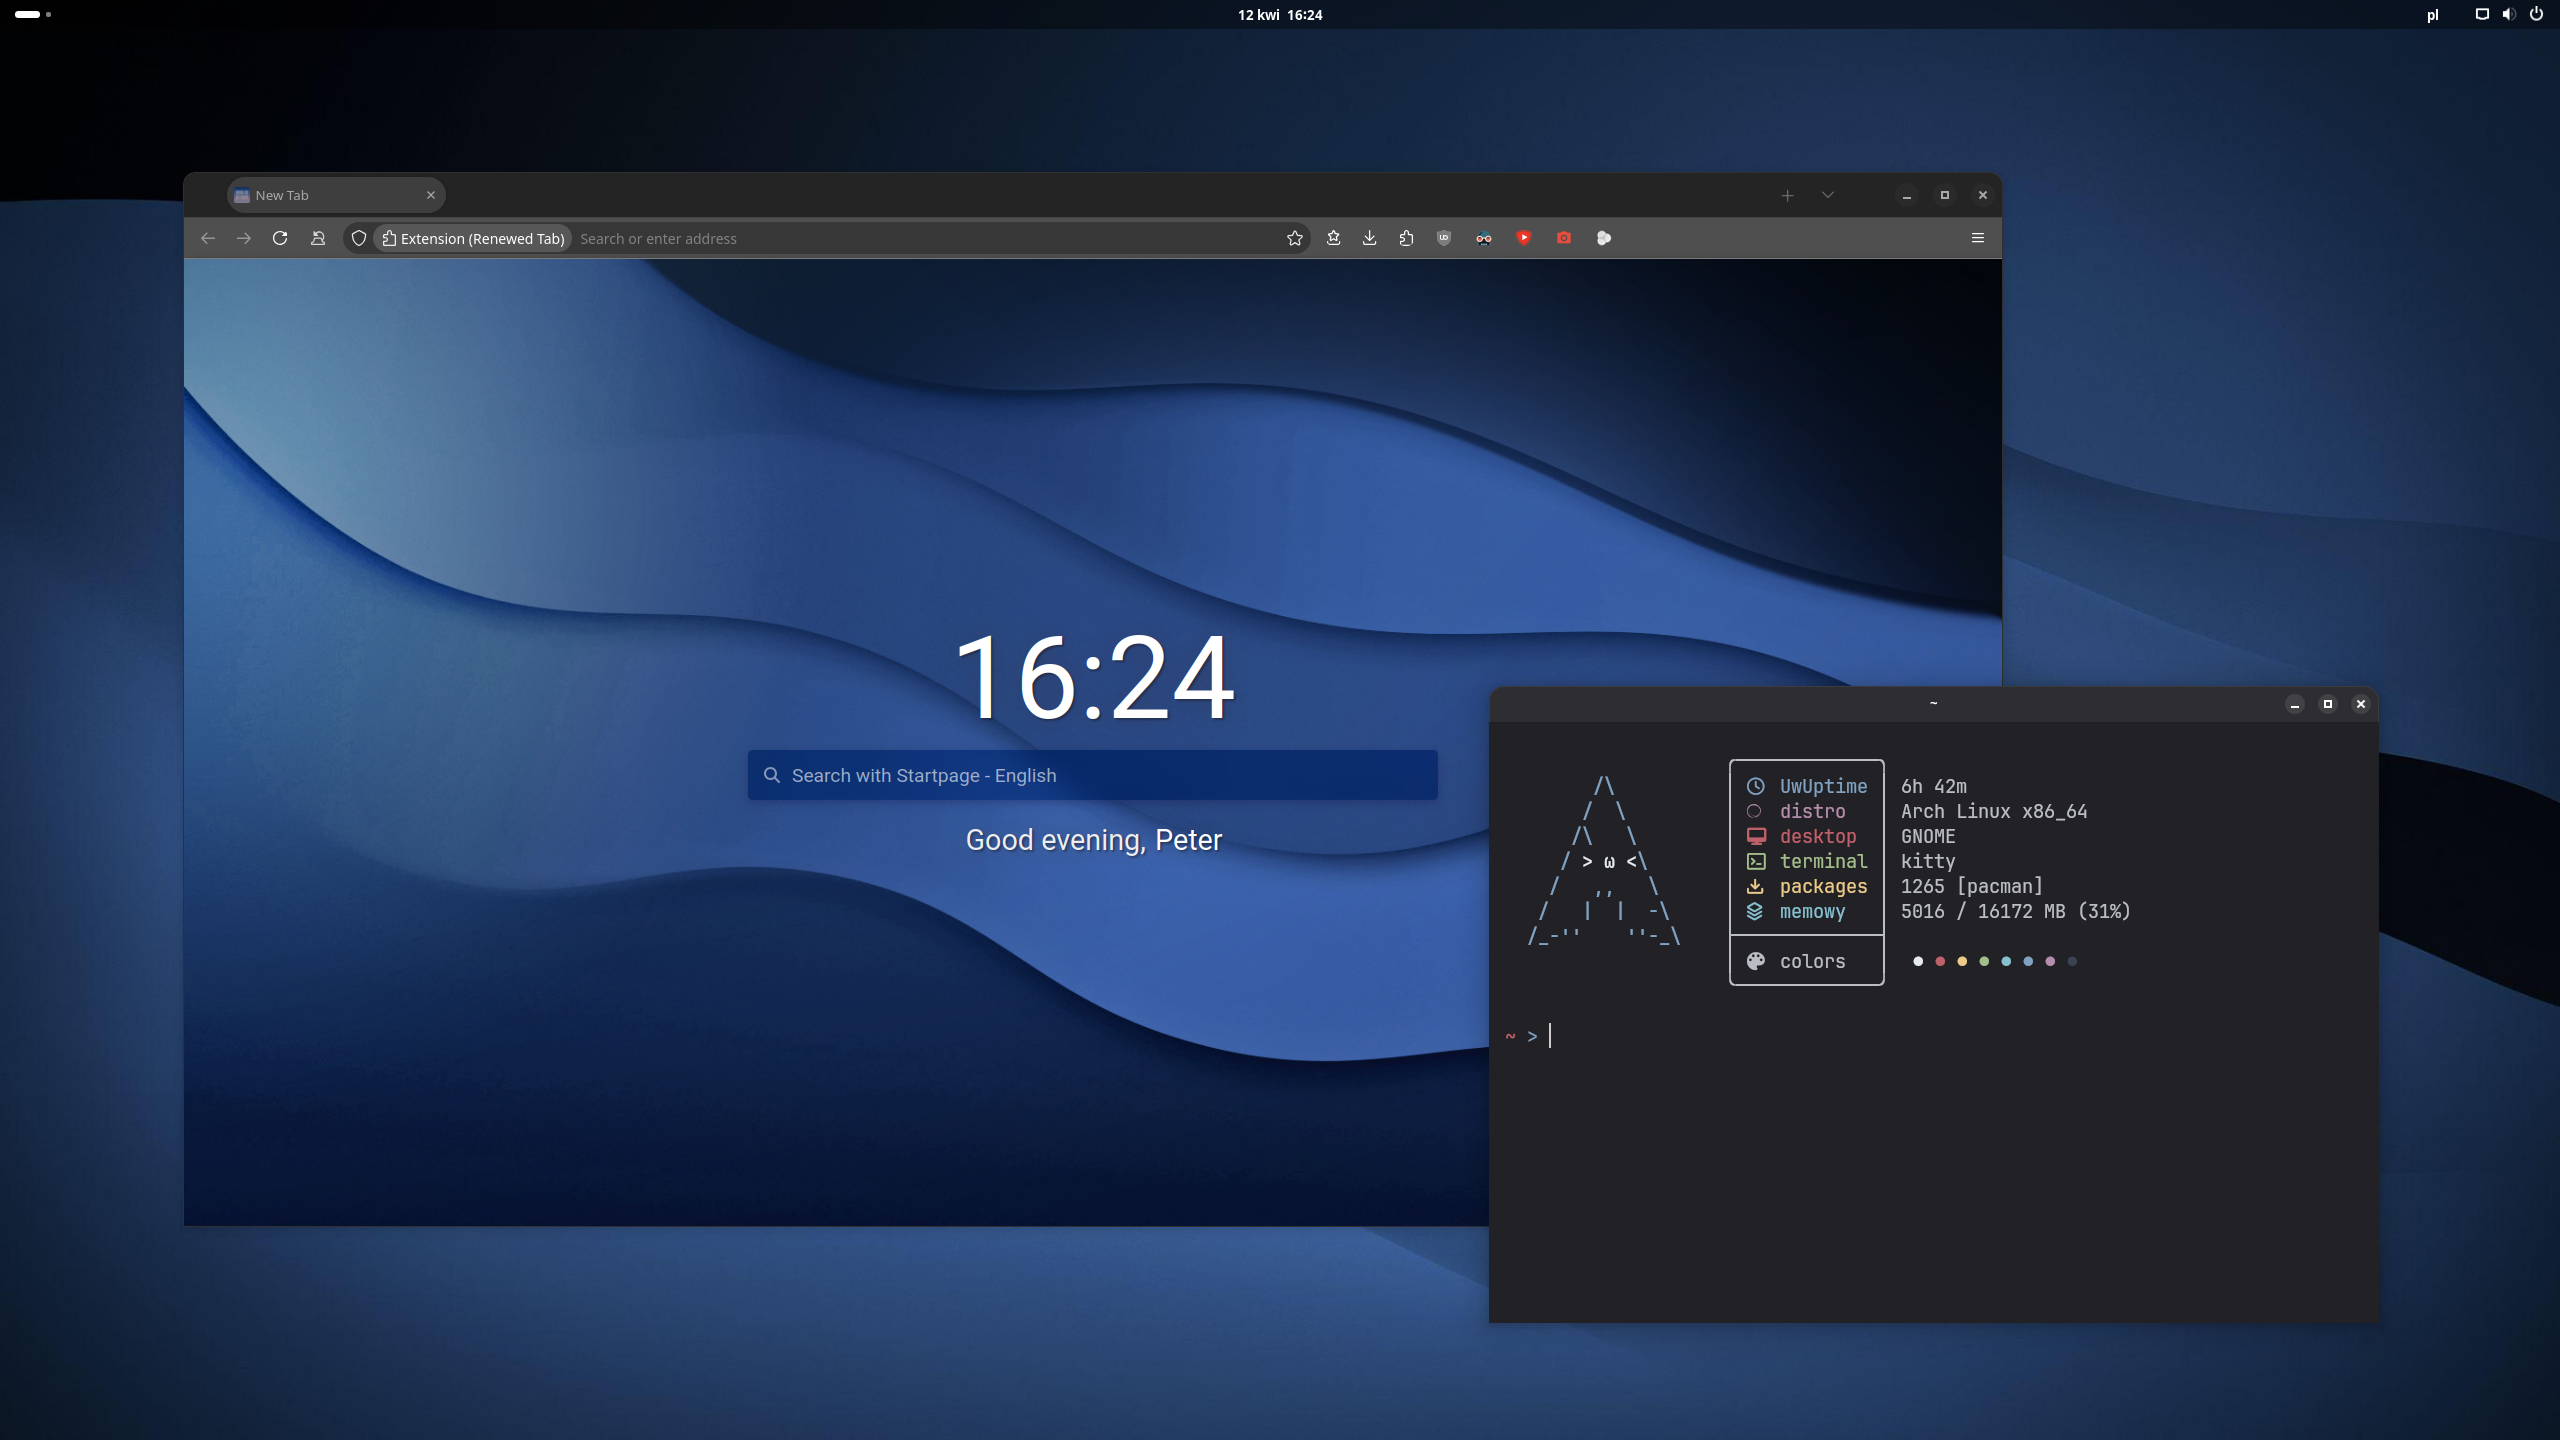 12 kwi 16:24
pl
New Tab
Extension (Renewed Tab) Search or enter address
16:24
Search with Startpage - English
Good evening, Peter
~
UwUptime 6h 42m
distro Arch Linux x86_64
desktop GNOME
> ω < terminal kitty
packages 1265 [pacman]
memowy 5016 / 16172 MB (31%)
colors
~ >